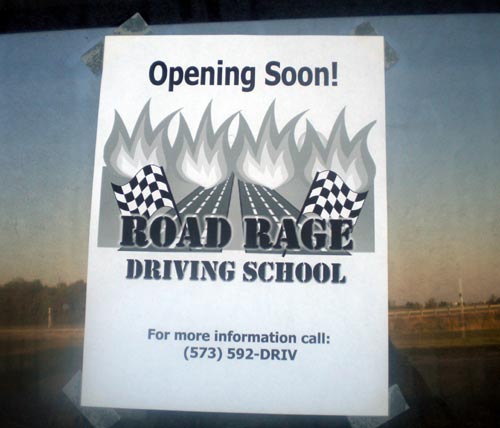 Opening Soon!
ROAD RAGE
DRIVING SCHOOL
For more information call:
(573) 592-DRIV